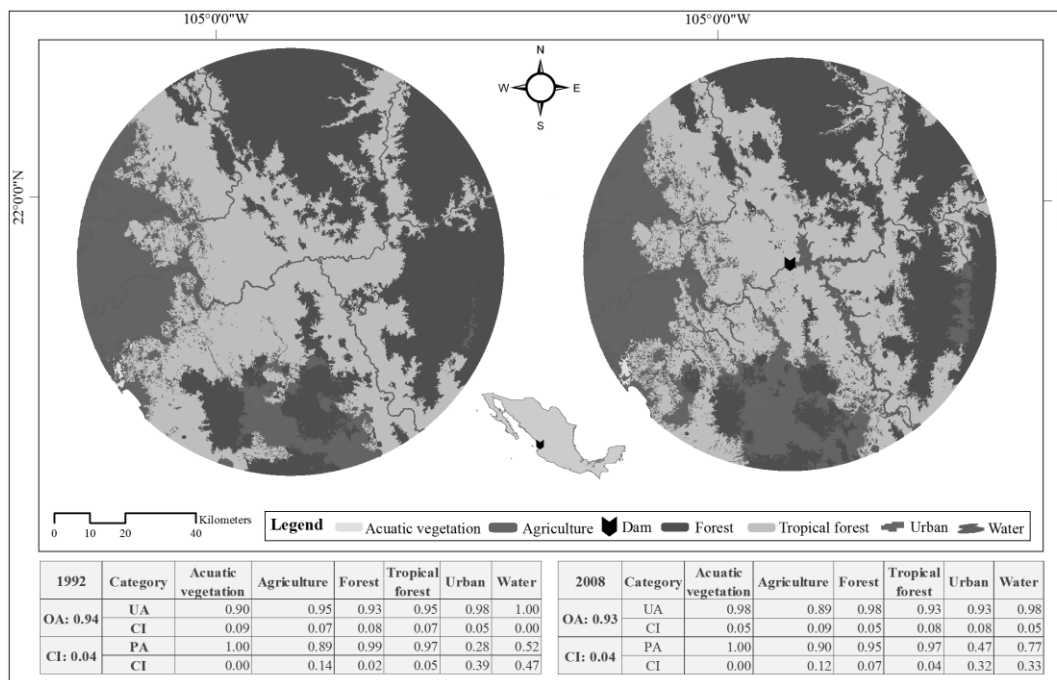 105°0'0"W 105°0'0"W
N
W E
S
22°0'0"N
0 10 20 40 Kilometers
Legend Acuatic vegetation Agriculture Dam Forest Tropical forest Urban Water
1992 Category Acuatic vegetation Agriculture Forest Tropical forest Urban Water
OA: 0.94 UA 0.90 0.95 0.93 0.95 0.98 1.00
CI 0.09 0.07 0.08 0.07 0.05 0.00
CI: 0.04 PA 1.00 0.89 0.99 0.97 0.28 0.52
CI 0.00 0.14 0.02 0.05 0.39 0.47
2008 Category Acuatic vegetation Agriculture Forest Tropical forest Urban Water
OA: 0.93 UA 0.98 0.89 0.98 0.93 0.93 0.98
CI 0.05 0.09 0.05 0.08 0.08 0.05
CI: 0.04 PA 1.00 0.90 0.95 0.97 0.47 0.77
CI 0.00 0.12 0.07 0.04 0.32 0.33